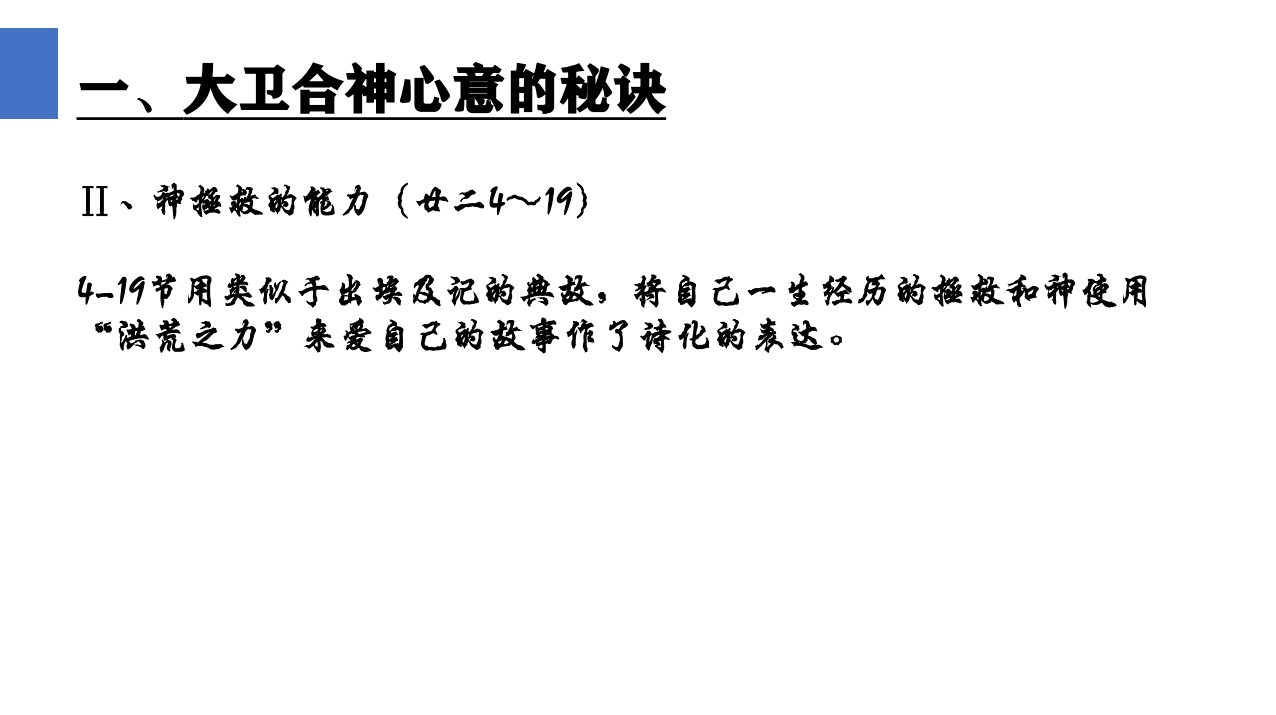 一、大卫合神心意的秘诀
Ⅱ、神拯救的能力（廿二4～19）
4-19节用类似于出埃及记的典故，将自己一生经历的拯救和神使用
“洪荒之力”来爱自己的故事作了诗化的表达。